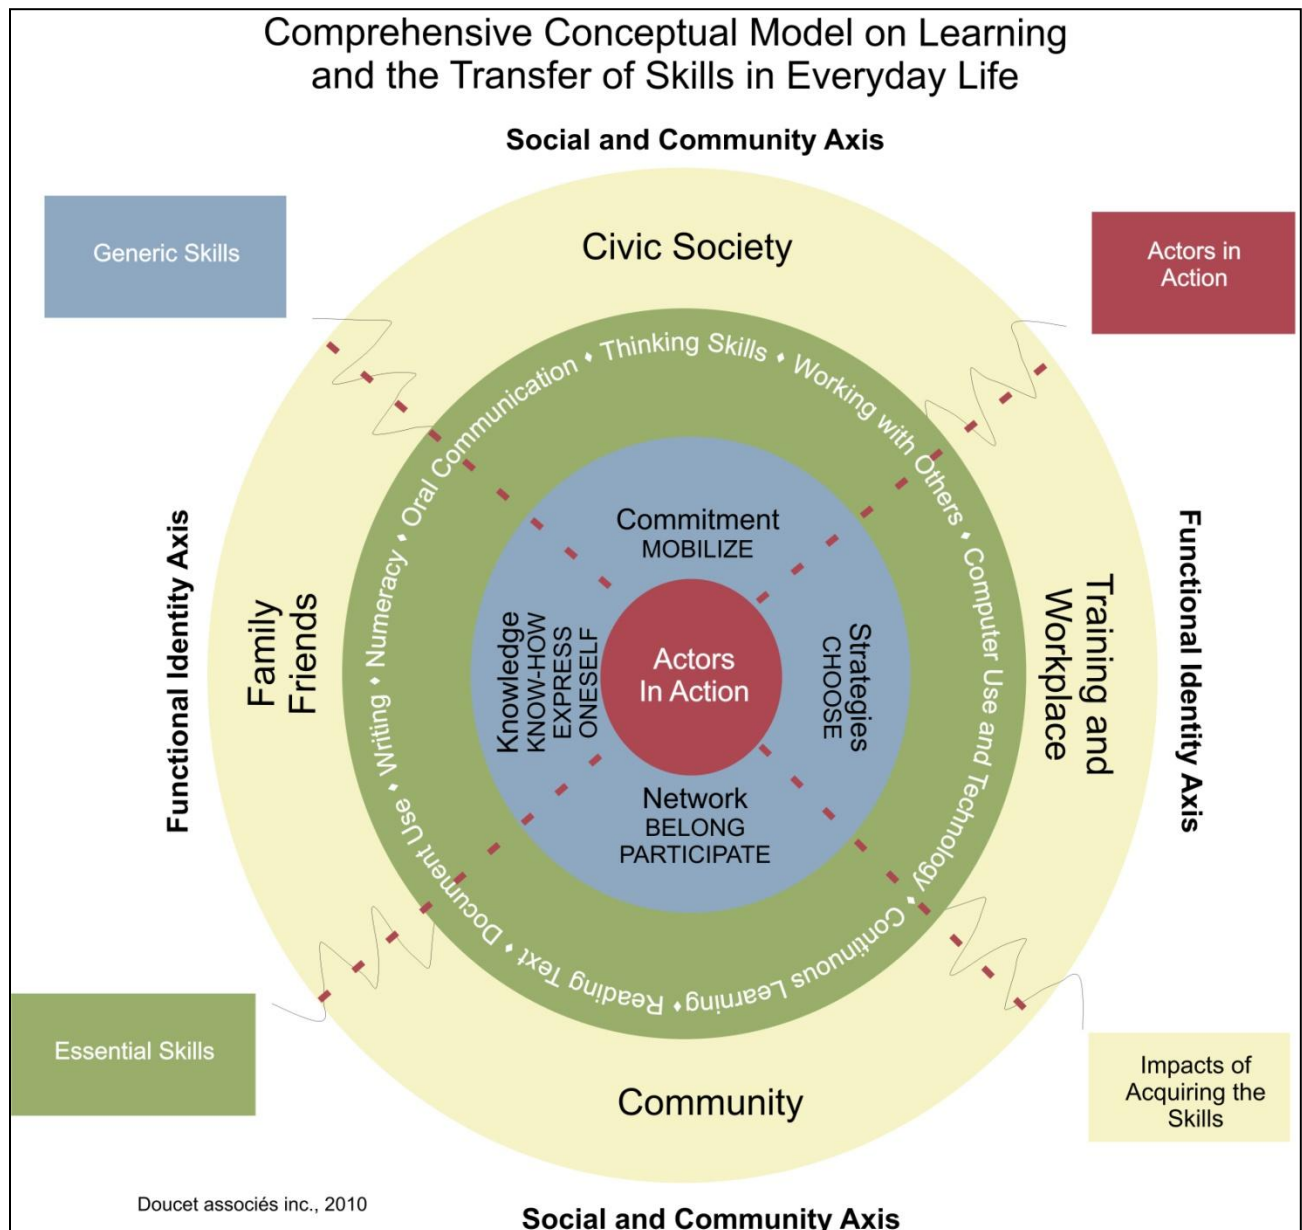 Comprehensive Conceptual Model on Learning
and the Transfer of Skills in Everyday Life
Social and Community Axis
Generic Skills
Actors in
Action
Civic Society
Functional Identity Axis
Family
Friends
Writing ♦ Numeracy ♦ Oral Communication ♦ Thinking Skills ♦ Working with Others ♦ Computer Use and Technology ♦ Continuous Learning ♦ Reading Text ♦ Document Use ♦
Commitment
MOBILIZE
Knowledge
KNOW-HOW
EXPRESS
ONESELF
Actors
In Action
Strategies
CHOOSE
Network
BELONG
PARTICIPATE
Training and
Workplace
Functional Identity Axis
Essential Skills
Community
Impacts of
Acquiring the
Skills
Doucet associés inc., 2010
Social and Community Axis